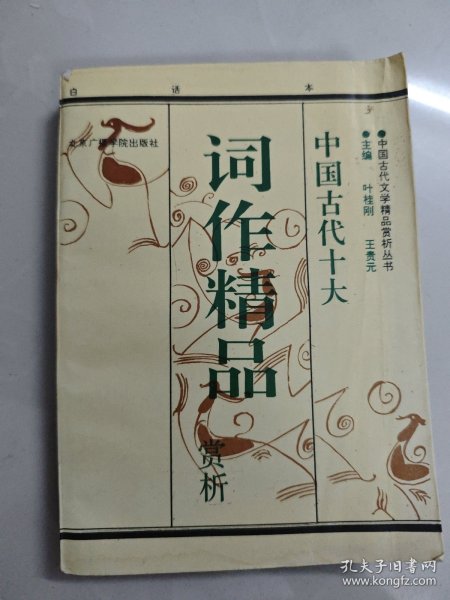 白话本
●中国古代文学精品赏析丛书
●主编 叶桂刚 王贵元
中国古代十大
词作精品
赏析
北京广播学院出版社
孔夫子旧书网
www.kongfz.com